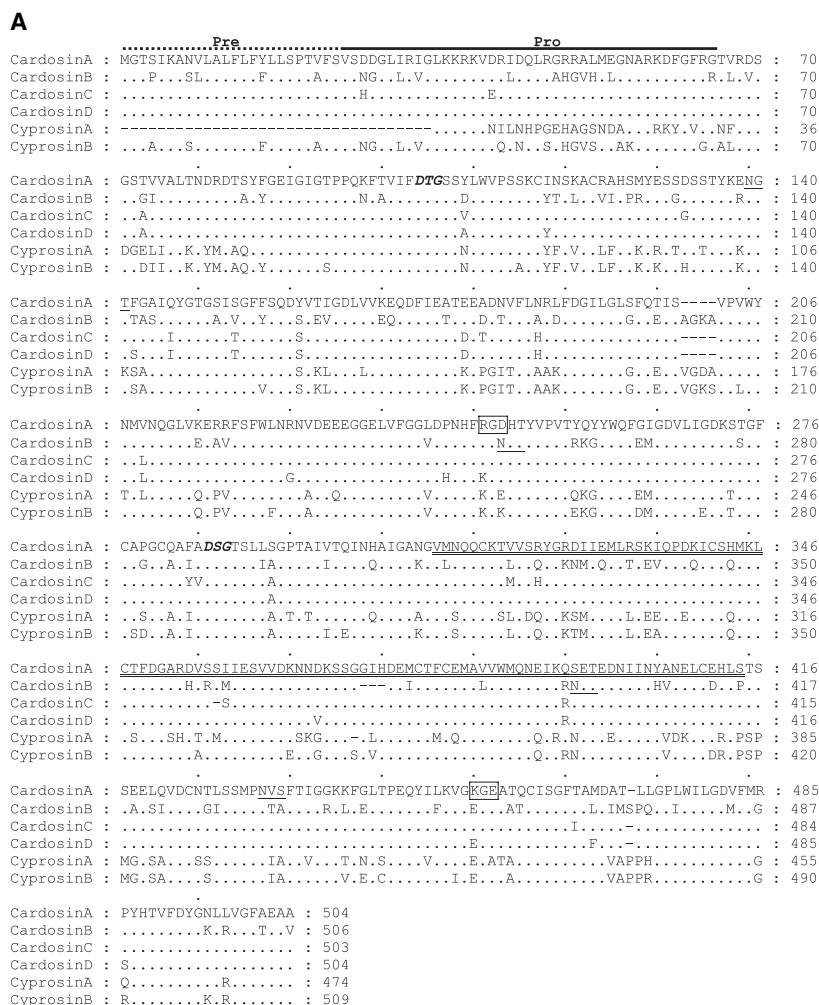 A
Pre Pro
CardosinA : MGTSIKANVLALFLFYLLSPTVFSVSDDGLIRIGLKKRKVDRIDQLRGRRALMEGNARKDFGFRGTVRDS : 70
CardosinB : ...P...SL......F.....A....NG..L.V.........L....AHGVH.L..........R.L.V. : 70
CardosinC : ..........................H.............E............................. : 70
CardosinD : ...................................................................... : 70
CyprosinA : ----------------------------------......NILNHPGEHAGSNDA...RKY.V..NF... : 36
CyprosinB : ...A...S.......F.....A....NG..L.V........Q.N..S.HGVS..AK.......G.AL... : 70
CardosinA : GSTVVALTNDRDTSYFGEIGIGTPPQKFTVIFDTGSSYLWVPSSKCINSKACRAHSMYESSDSSTYKENG : 140
CardosinB : ..GI.........A.Y..........N.A........D........YT.L...VI.PR...G......R.. : 140
CardosinC : ..A..................................V.......................G........ : 140
CardosinD : ..A..................................A........Y....................... : 140
CyprosinA : DGELI..K.YM.AQ.......................N........YF.V...LF..K.R.T..T...K.. : 106
CyprosinB : ..DII..K.YM.AQ.Y......S..............N.....A..YF.V...LF..K..K..H.....K.. : 140
CardosinA : TFGAIQYGTGSISGFFSQDYVTIGDLVVKEQDFIEATEEADNVFLNRLFDGILGLSFQTIS----VPVWY : 206
CardosinB : .TAS......A.V..Y...S.EV.....EQ.....T...D.T..A.D.......G..E..AGKA...... : 210
CardosinC : .....I......T......S.................D.T.....H...............----..... : 206
CardosinD : .S...I......T......S.................D.......H...............----..... : 206
CyprosinA : KSA................S.KL...L..........K.PGIT..AAK......G..E..VGDA...... : 176
CyprosinB : .SA............V...S.KL..............K.PGIT..AAK......G..E..VGKS..L... : 210
CardosinA : NMVNQGLVKERRFSFWLNRNVDEEEGGELVFGGLDPNHFRGDHTYVPVTYQYYWQFGIGDVLIGDKSTGF : 276
CardosinB : ........E.AV.....................V.......N.......RKG....EM..........S.. : 280
CardosinC : ..L................................................................... : 276
CardosinD : ..L...............G................H...K.............................. : 276
CyprosinA : T.L.....Q.PV........A..Q.........V.....K.E.......QKG....DM........T... : 246
CyprosinB : ........Q.PV....F...A............V.....K.K.......EKG....DM.....E..T... : 280
CardosinA : CAPGCQAFADSGTSLLSGPTAIVTQINHAIGANGVMNQQCKTVVSRYGRDIIEMLRSKIQPDKICSHMKL : 346
CardosinB : ..G..A.I.......IA.....I....Q....K..L......L..Q..KNM.Q..T.EV...Q...Q... : 350
CardosinC : .......YV.......A.........................M..H........................ : 346
CardosinD : ................A..................................................... : 346
CyprosinA : ..S..A.I........A.T.T......Q....A...S.....SL.DQ..KSM...L.EE..E....Q... : 316
CyprosinB : .SD..A.I........A.....I.E..K....S.........L..Q..KTM...L.EA........Q... : 350
CardosinA : CTFDGARDVSSIIESVVDKNNDKSSGGIHDEMCTFCEMAVVWMQNEIKQSETEDNIINYANELCEHLSTS : 416
CardosinB : .......H.R.M..............---..I.......L........RN.........HV....D..P.. : 417
CardosinC : ..........-S....................................R..................... : 415
CardosinD : .....................V..........................R..................... : 416
CyprosinA : .S...SH.T.M........SKG...-.L........M.Q........Q.R..N....E...VDK..R.PSP : 385
CyprosinB : ........A.........E..G...S.V....................Q.RN........V....DR.PSP : 420
CardosinA : SEELQVDCNTLSSMPNVSFTIGGKKFGLTPEQYILKVGKGEATQCISGFTAMDAT-LLGPLWILGDVFMR : 485
CardosinB : .A.SI....GI.....TA.....R.L.E.......F...E...AT.......L.IMSPQ..I.....M..G : 487
CardosinC : .................................................I.....-.............. : 484
CardosinD : ......................................E............F...-.............. : 485
CyprosinA : MG.SA...SS......IA..V...T.N.S.....V....E.ATA.........VAPPH...........G : 455
CyprosinB : MG.SA....S......IA.....V.E.C.......I..E...A..........VAPPR...........G : 490
CardosinA : PYHTVFDYGNLLVGFAEAA : 504
CardosinB : .........K.R...T..V : 506
CardosinC : ................... : 503
CardosinD : S.................. : 504
CyprosinA : Q..........R....... : 474
CyprosinB : R........K.R....... : 509